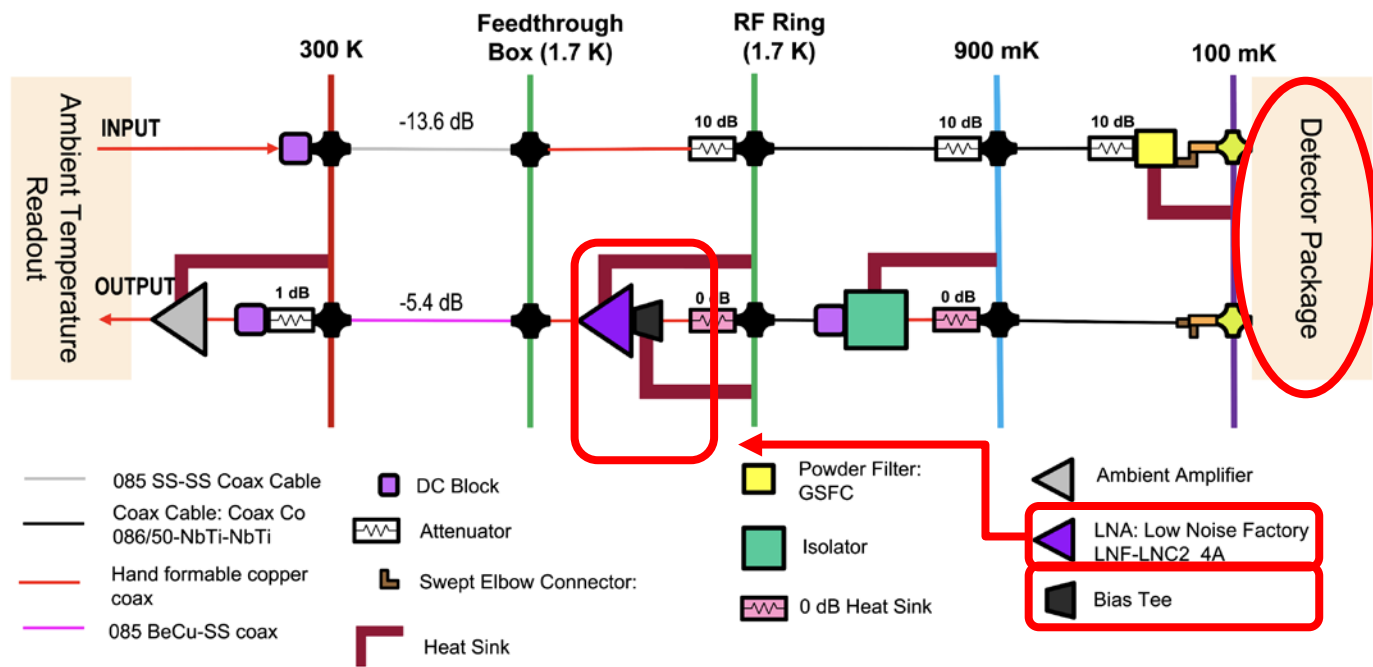 300 K
Feedthrough
Box (1.7 K)
RF Ring
(1.7 K)
900 mK
100 mK
Ambient Temperature
Readout
INPUT
-13.6 dB
10 dB
10 dB
10 dB
Detector Package
OUTPUT
1 dB
-5.4 dB
0 dB
0 dB
085 SS-SS Coax Cable
Coax Cable: Coax Co
086/50-NbTi-NbTi
Hand formable copper
coax
085 BeCu-SS coax
DC Block
Attenuator
Swept Elbow Connector:
Heat Sink
Powder Filter:
GSFC
Isolator
0 dB Heat Sink
Ambient Amplifier
LNA: Low Noise Factory
LNF-LNC2_4A
Bias Tee